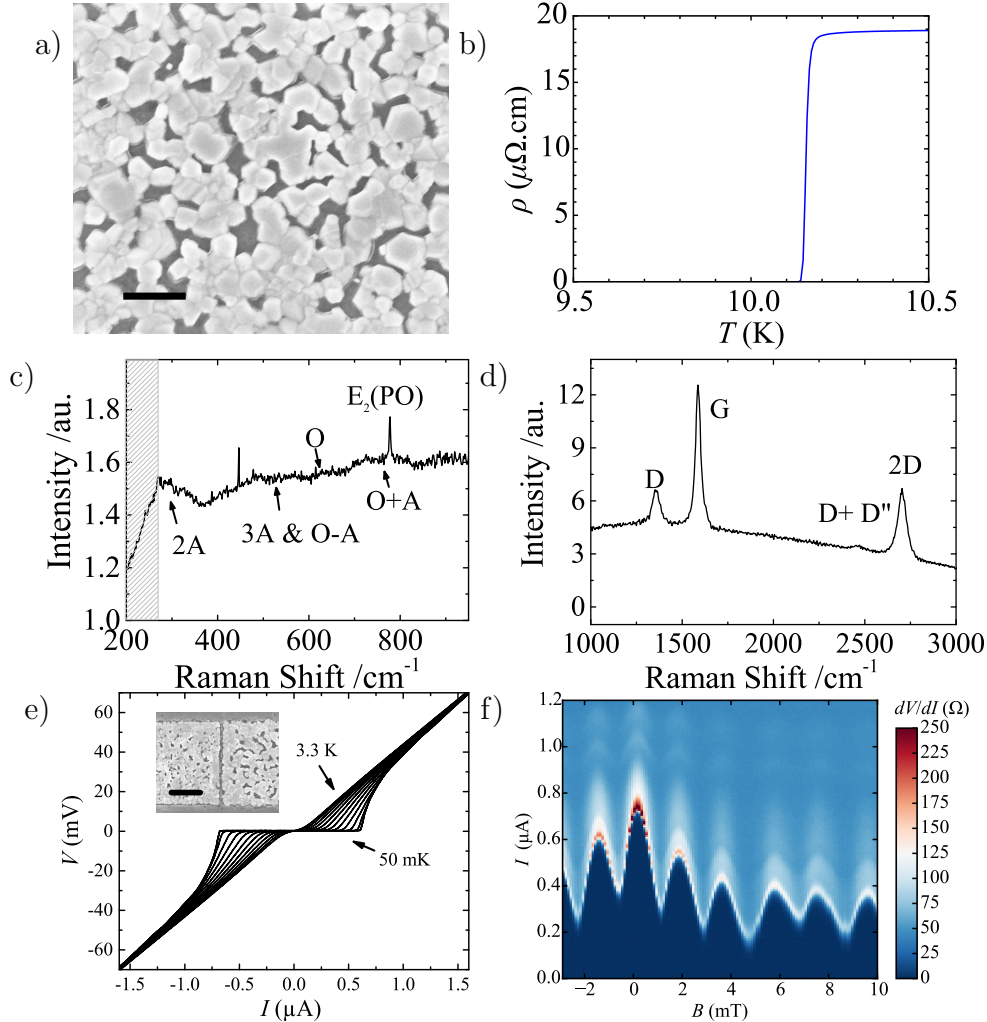 a)
b)
20
15
10
5
0
ρ (μΩ.cm)
9.5
10.0
10.5
T (K)
c)
1.8
1.6
1.4
1.2
1.0
Intensity /au.
E₂(PO)
O
2A
3A & O-A
O+A
200
400
600
800
Raman Shift /cm⁻¹
d)
12
9
6
3
0
Intensity /au.
D
G
D+ D"
2D
1000
1500
2000
2500
3000
Raman Shift /cm⁻¹
e)
60
40
20
0
-20
-40
-60
V (mV)
3.3 K
50 mK
-1.5
-1.0
-0.5
0.0
0.5
1.0
1.5
I (μA)
f)
1.2
1.0
0.8
0.6
0.4
0.2
0.0
I (μA)
−2
0
2
4
6
8
10
B (mT)
dV/dI (Ω)
250
225
200
175
150
125
100
75
50
25
0